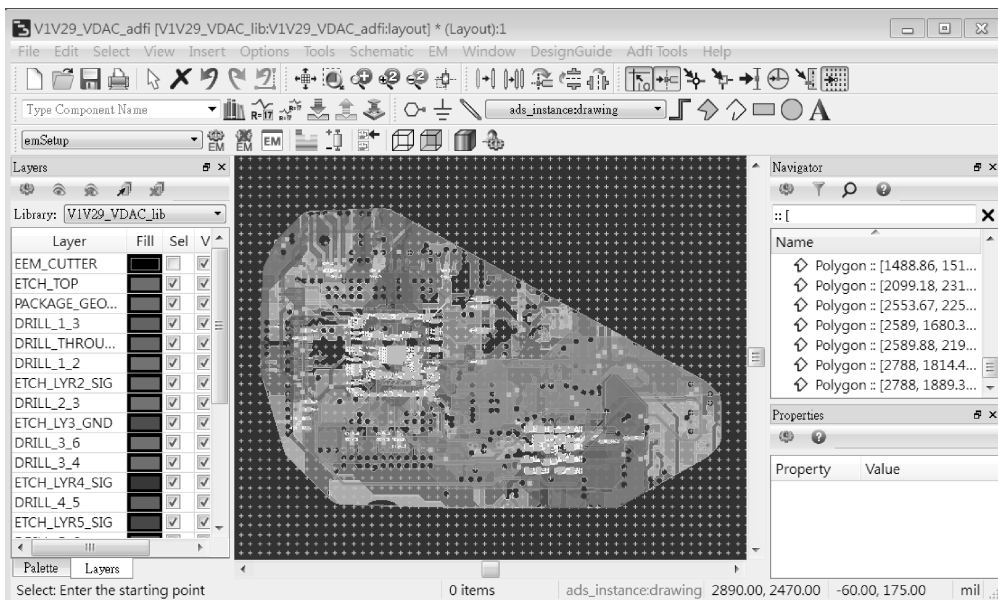 V1V29_VDAC_adfi [V1V29_VDAC_lib:V1V29_VDAC_adfi:layout] * (Layout):1
File Edit Select View Insert Options Tools Schematic EM Window DesignGuide Adfi Tools Help
Type Component Name
ads_instance:drawing
emSetup
EM
EM
EM
Layers
Library: V1V29_VDAC_lib
Layer Fill Sel V
EEM_CUTTER
ETCH_TOP
PACKAGE_GEO...
DRILL_1_3
DRILL_THROU...
DRILL_1_2
ETCH_LYR2_SIG
DRILL_2_3
ETCH_LY3_GND
DRILL_3_6
DRILL_3_4
ETCH_LYR4_SIG
DRILL_4_5
ETCH_LYR5_SIG
Palette Layers
Navigator
:: [
Name
Polygon :: [1488.86, 151...
Polygon :: [2099.18, 231...
Polygon :: [2553.67, 225...
Polygon :: [2589, 1680.3...
Polygon :: [2589.88, 219...
Polygon :: [2788, 1814.4...
Polygon :: [2788, 1889.3...
Properties
Property Value
Select: Enter the starting point 0 items ads_instance:drawing 2890.00, 2470.00 -60.00, 175.00 mil